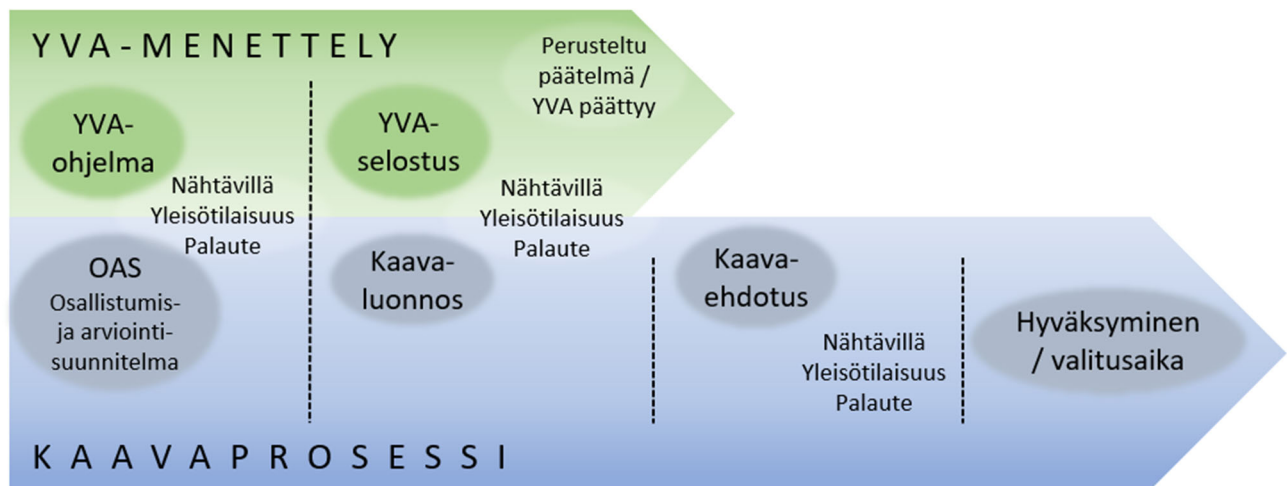 YVA-MENETTELY
YVA-
ohjelma
Nähtävillä
Yleisötilaisuus
Palaute
YVA-
selostus
Nähtävillä
Yleisötilaisuus
Palaute
Perusteltu
päätelmä /
YVA päättyy
OAS
Osallistumis-
ja arviointi-
suunnitelma
Kaava-
luonnos
Kaava-
ehdotus
Nähtävillä
Yleisötilaisuus
Palaute
Hyväksyminen
/ valitusaika
KAAVAPROSESSI